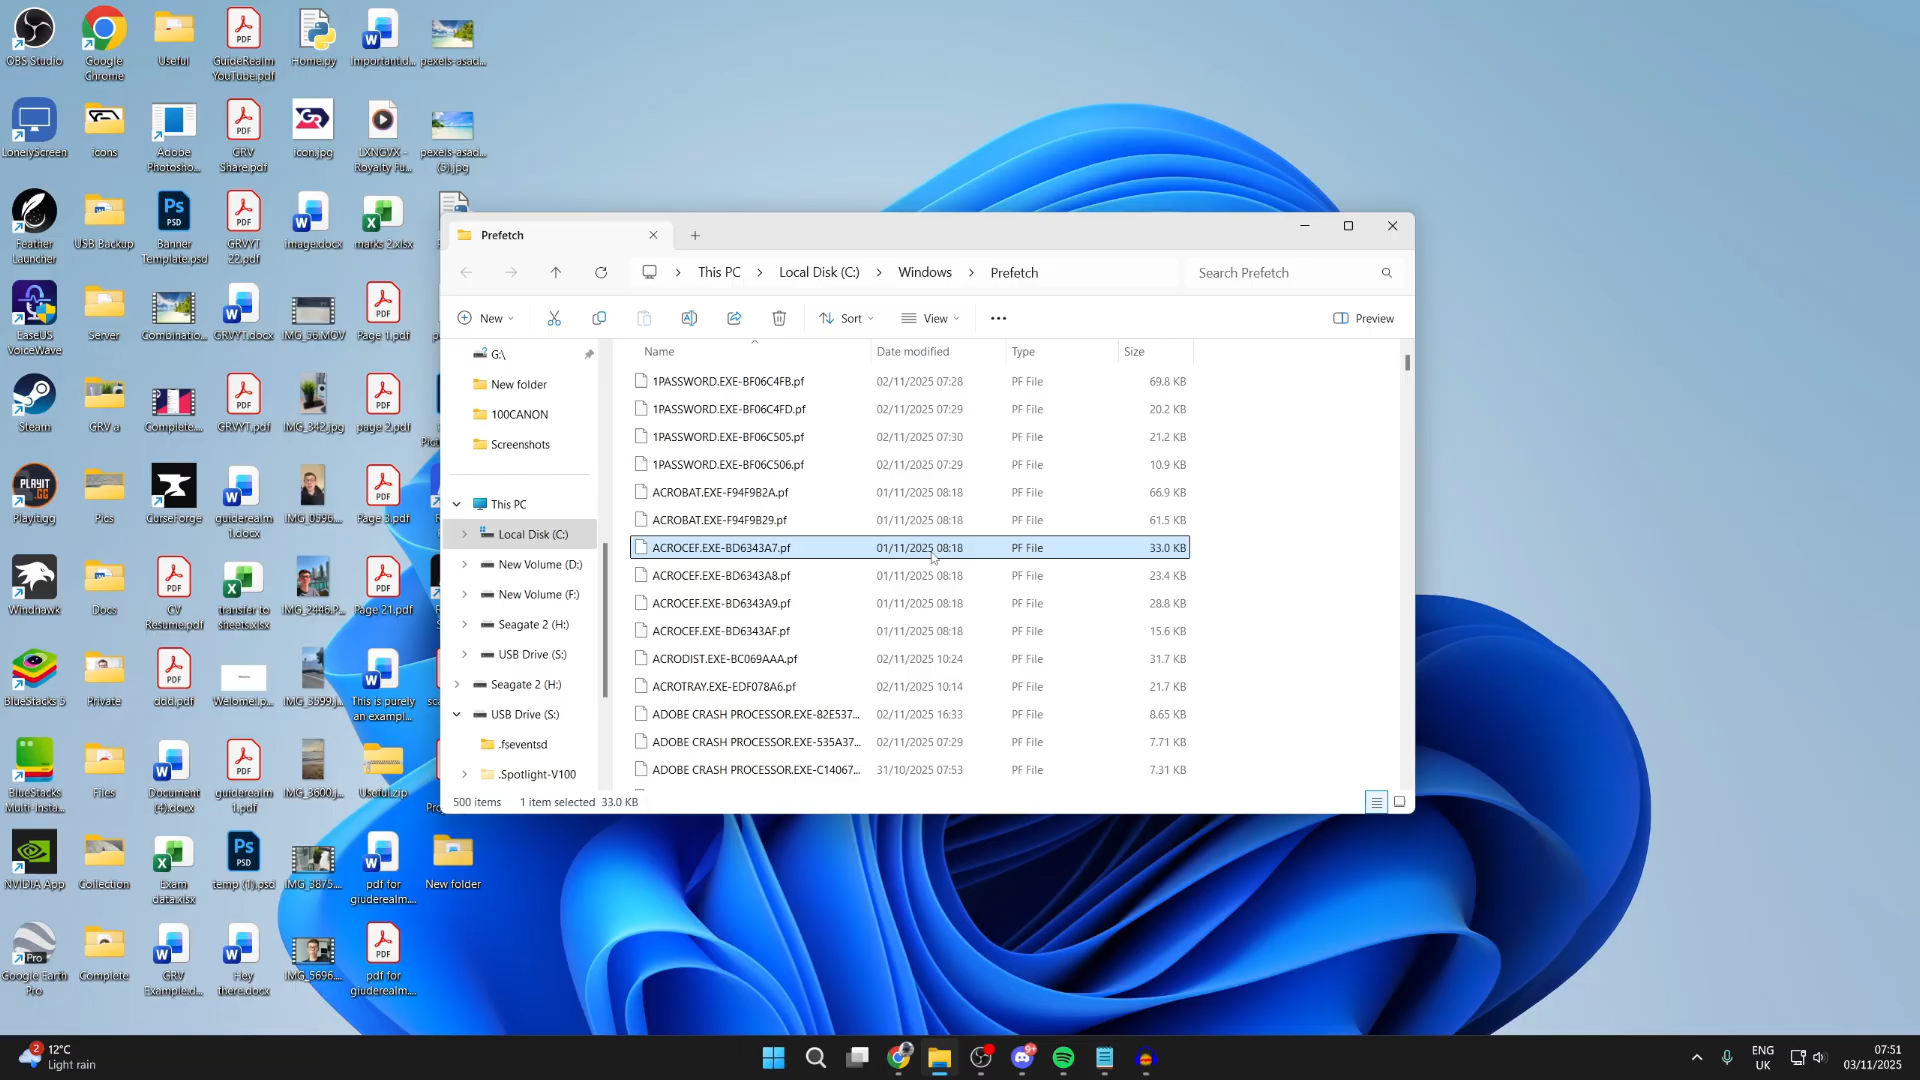 OBS Studio
Google Chrome
Useful
GuideRealm YouTube.pdf
Home.py
Important.d...
pexels-asad...
LonelyScreen
icons
Adobe Photosho...
GRV Share.pdf
icon.jpg
LXNGVX - Royalty Fu...
pexels-asad... (5).jpg
Feather Launcher
USB Backup
Banner Template.psd
GRVYT 22.pdf
image.docx
marks 2.xlsx
EaseUS VoiceWave
Server
Combinatio...
GRVYT.docx
IMG_56.MOV
Page 1.pdf
Steam
GRV a
Complete....
GRVYT.pdf
IMG_342.jpg
page 2.pdf
Playit.gg
Pics
CurseForge
guiderealm 1.docx
IMG_0596....
Page 3.pdf
Windhawk
Docs
CV Resume.pdf
transfer to sheets.xlsx
IMG_2446.P...
Page 21.pdf
BlueStacks 5
Private
ddd.pdf
Welome!.p...
IMG_3599.j...
This is purely an exampl...
BlueStacks Multi-Insta...
Files
Document (4).docx
guiderealm 1.pdf
IMG_3600.j...
Useful.zip
NVIDIA App
Collection
Exam data.xlsx
temp (1).psd
IMG_3875....
pdf for giuderealm....
New folder
Google Earth Pro
Complete
GRV Example.d...
Hey there.docx
IMG_5696....
pdf for giuderealm....
Prefetch
This PC > Local Disk (C:) > Windows > Prefetch
Search Prefetch
New
Sort
View
Preview
G:\
New folder
100CANON
Screenshots
This PC
Local Disk (C:)
New Volume (D:)
New Volume (F:)
Seagate 2 (H:)
USB Drive (S:)
Seagate 2 (H:)
USB Drive (S:)
.fseventsd
.Spotlight-V100
Name Date modified Type Size
1PASSWORD.EXE-BF06C4FB.pf 02/11/2025 07:28 PF File 69.8 KB
1PASSWORD.EXE-BF06C4FD.pf 02/11/2025 07:29 PF File 20.2 KB
1PASSWORD.EXE-BF06C505.pf 02/11/2025 07:30 PF File 21.2 KB
1PASSWORD.EXE-BF06C506.pf 02/11/2025 07:29 PF File 10.9 KB
ACROBAT.EXE-F94F9B2A.pf 01/11/2025 08:18 PF File 66.9 KB
ACROBAT.EXE-F94F9B29.pf 01/11/2025 08:18 PF File 61.5 KB
ACROCEF.EXE-BD6343A7.pf 01/11/2025 08:18 PF File 33.0 KB
ACROCEF.EXE-BD6343A8.pf 01/11/2025 08:18 PF File 23.4 KB
ACROCEF.EXE-BD6343A9.pf 01/11/2025 08:18 PF File 28.8 KB
ACROCEF.EXE-BD6343AF.pf 01/11/2025 08:18 PF File 15.6 KB
ACRODIST.EXE-BC069AAA.pf 02/11/2025 10:24 PF File 31.7 KB
ACROTRAY.EXE-EDF078A6.pf 02/11/2025 10:14 PF File 21.7 KB
ADOBE CRASH PROCESSOR.EXE-82E537... 02/11/2025 16:33 PF File 8.65 KB
ADOBE CRASH PROCESSOR.EXE-535A37... 02/11/2025 07:29 PF File 7.71 KB
ADOBE CRASH PROCESSOR.EXE-C14067... 31/10/2025 07:53 PF File 7.31 KB
500 items 1 item selected 33.0 KB
2
12°C
Light rain
9+
ENG
UK
07:51
03/11/2025